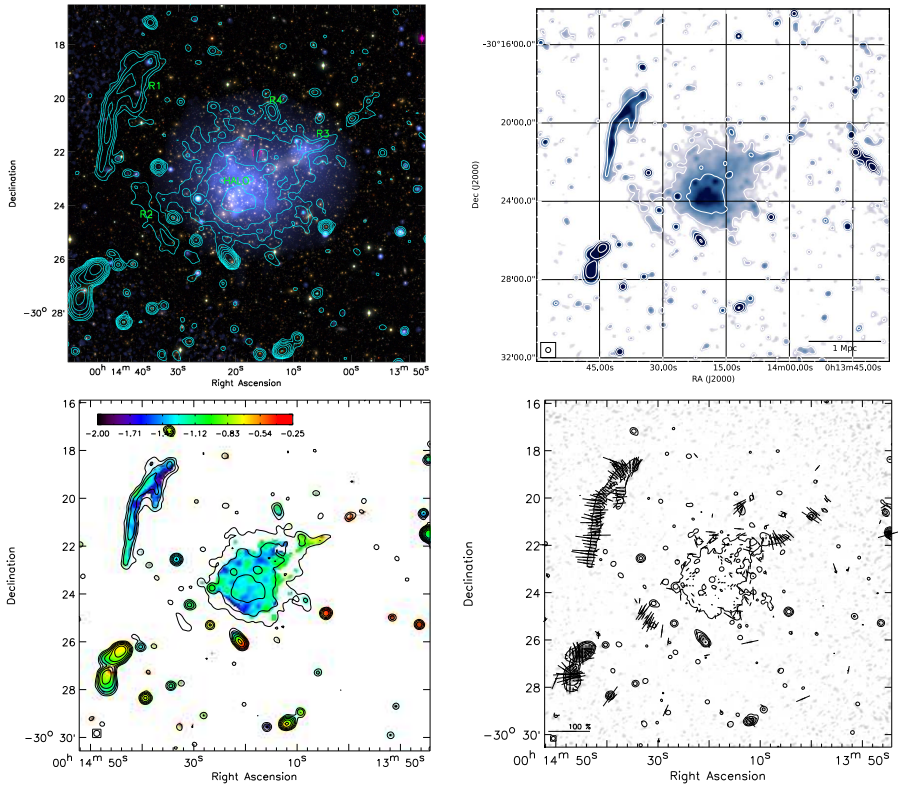 18
20
22
24
26
−30° 28'
Declination
R1
R4
R3
R2
00ʰ 14ᵐ 45ˢ
30ˢ
15ˢ
00ˢ
13ᵐ 50ˢ
Right Ascension
-30°16'00.0"
20'00.0"
24'00.0"
28'00.0"
32'00.0"
Dec (J2000)
1 Mpc
45.00s
30.00s
15.00s
14m00.00s
0h13m45.00s
RA (J2000)
16
18
20
22
24
26
28
−30° 30'
Declination
−2.00
−1.71
−1.12
−0.83
−0.54
−0.25
00ʰ 14ᵐ 50ˢ
30ˢ
10ˢ
13ᵐ 50ˢ
Right Ascension
16
18
20
22
24
26
28
−30° 30'
Declination
100 %
00ʰ 14ᵐ 50ˢ
30ˢ
10ˢ
13ᵐ 50ˢ
Right Ascension